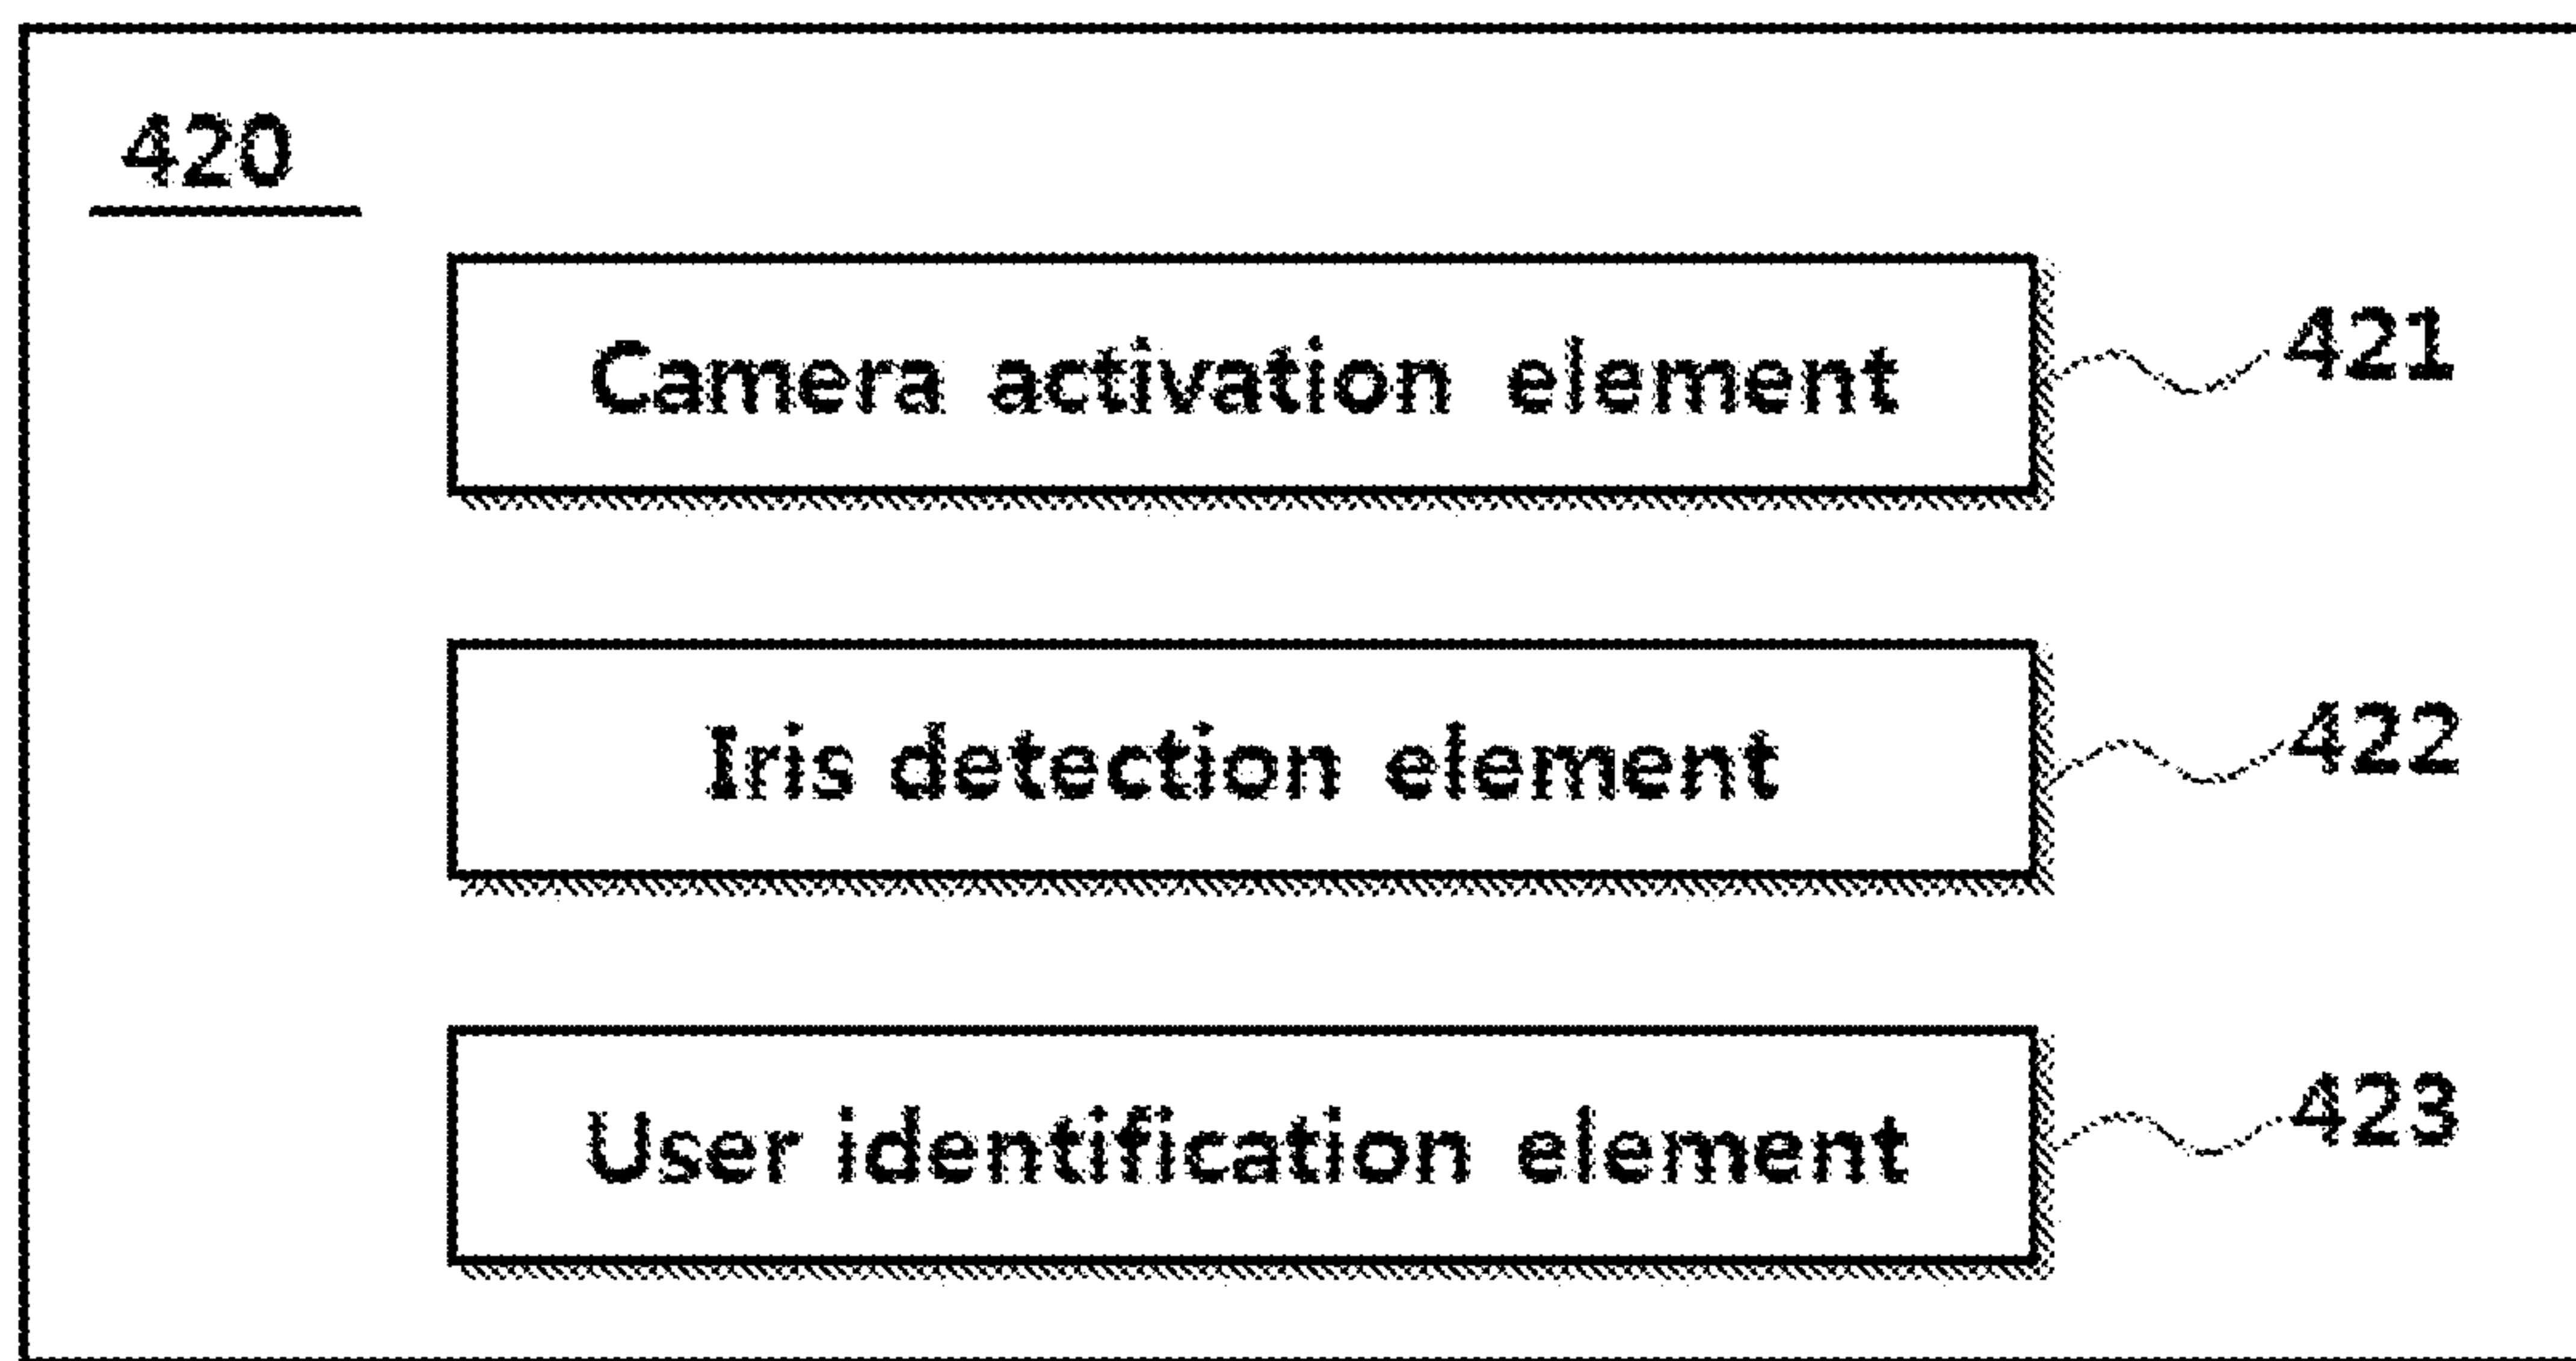 420
Camera activation element
421
Iris detection element
422
User identification element
423